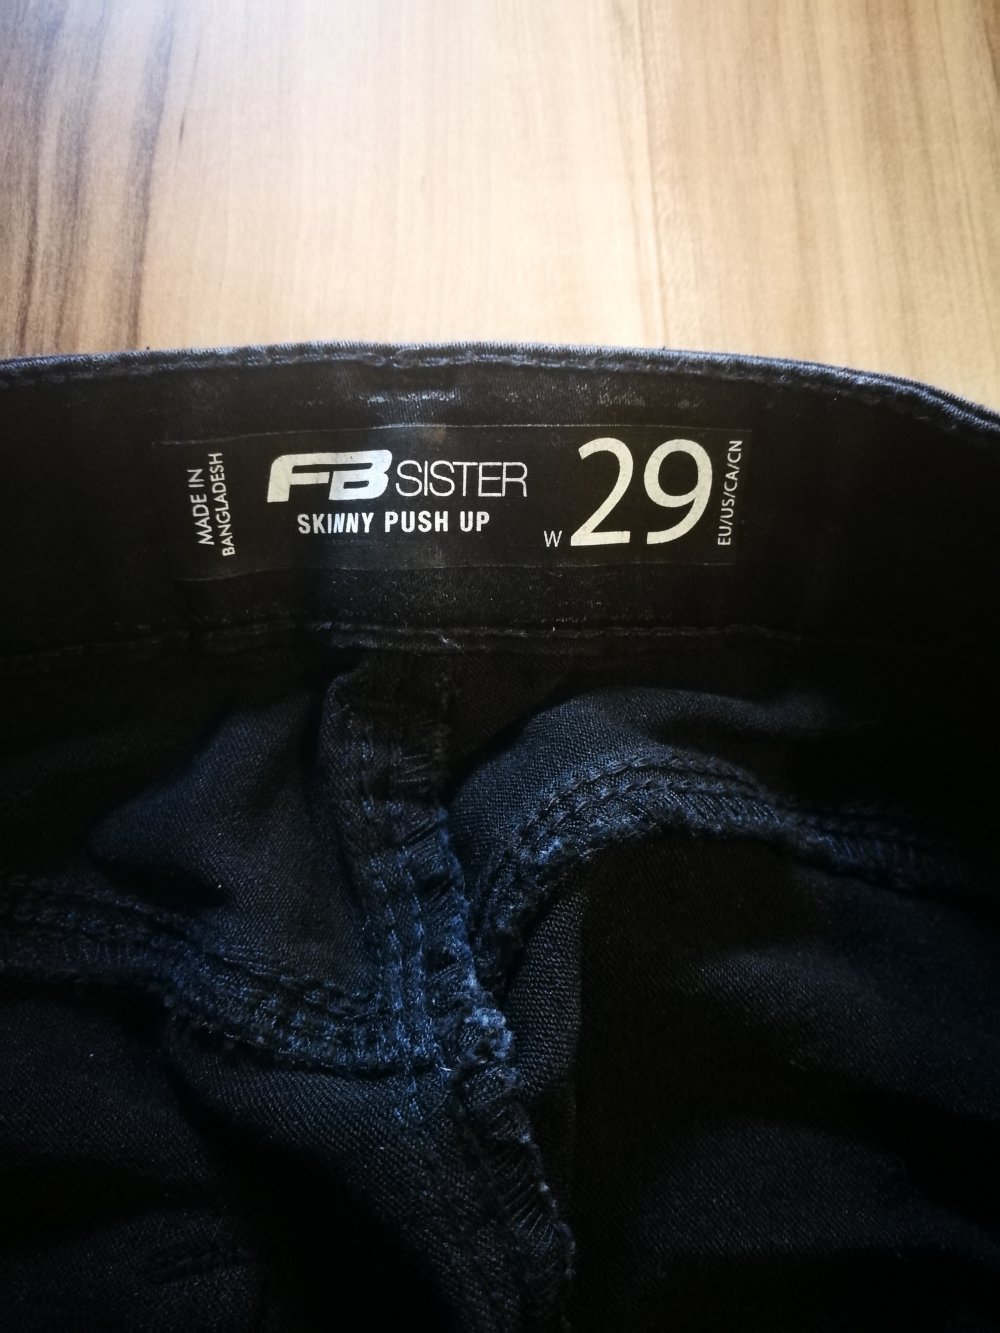 MADE IN
BANGLADESH
FB SISTER
SKINNY PUSH UP
W 29
EU/US/CA/CN